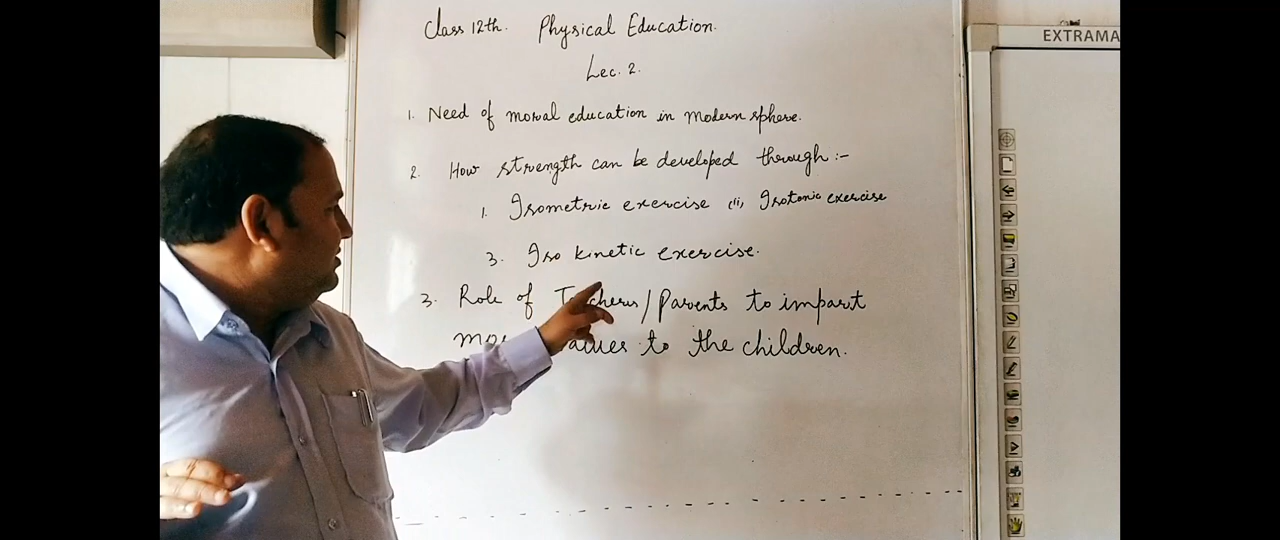 Class 12th. Physical Education.
Lec. 2.
1. Need of moral education in modern sphere.
2. How strength can be developed through :-
1. Isometric exercise (ii) Isotonic exercise
3. Iso kinetic exercise.
3. Role of / Parents to impart
to the children.
EXTRAMA